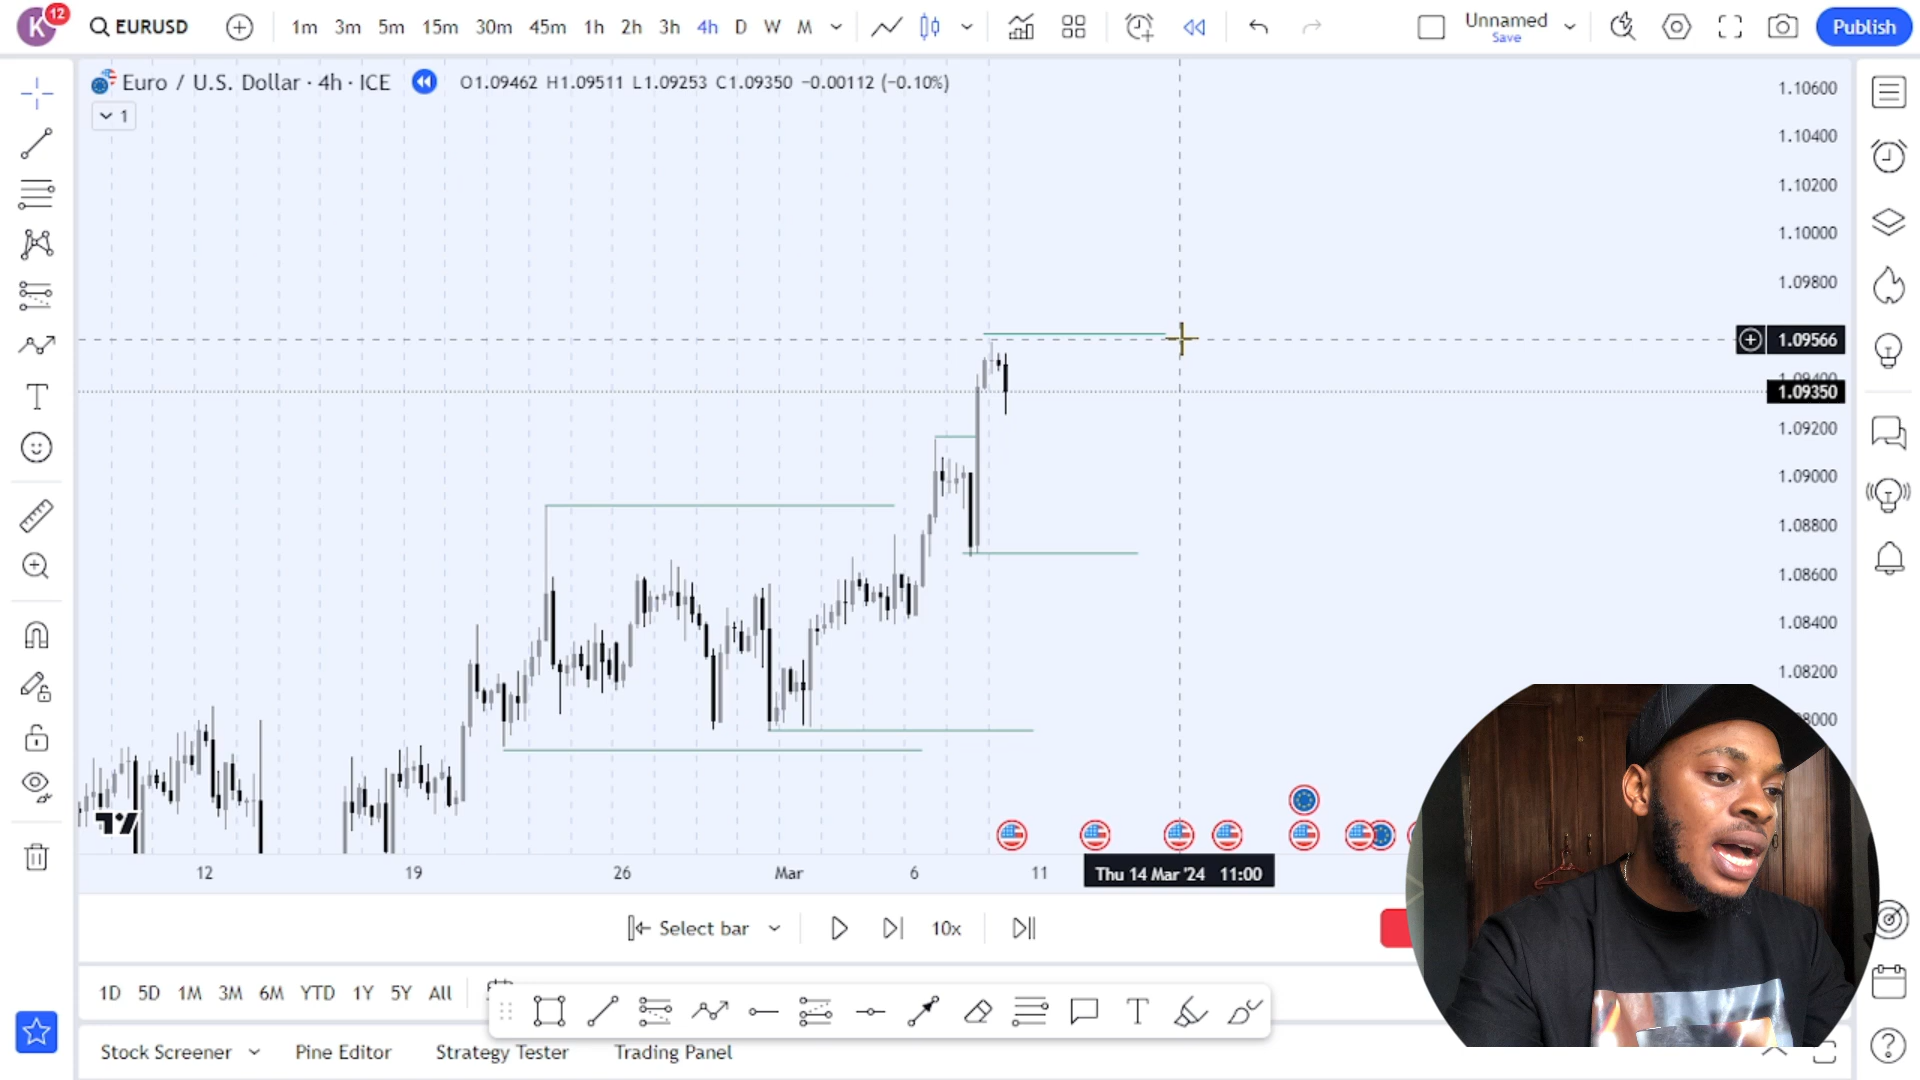 K 12 EURUSD 1m 3m 5m 15m 30m 45m 1h 2h 3h 4h D W M Unnamed Save Publish
Euro / U.S. Dollar · 4h · ICE O1.09462 H1.09511 L1.09253 C1.09350 −0.00112 (−0.10%)
1
1.10600
1.10400
1.10200
1.10000
1.09800
1.09566
1.09400
1.09350
1.09200
1.09000
1.08800
1.08600
1.08400
1.08200
8000
12 19 26 Mar 6 11 Thu 14 Mar '24 11:00
Select bar 10x
1D 5D 1M 3M 6M YTD 1Y 5Y All
Stock Screener Pine Editor Strategy Tester Trading Panel